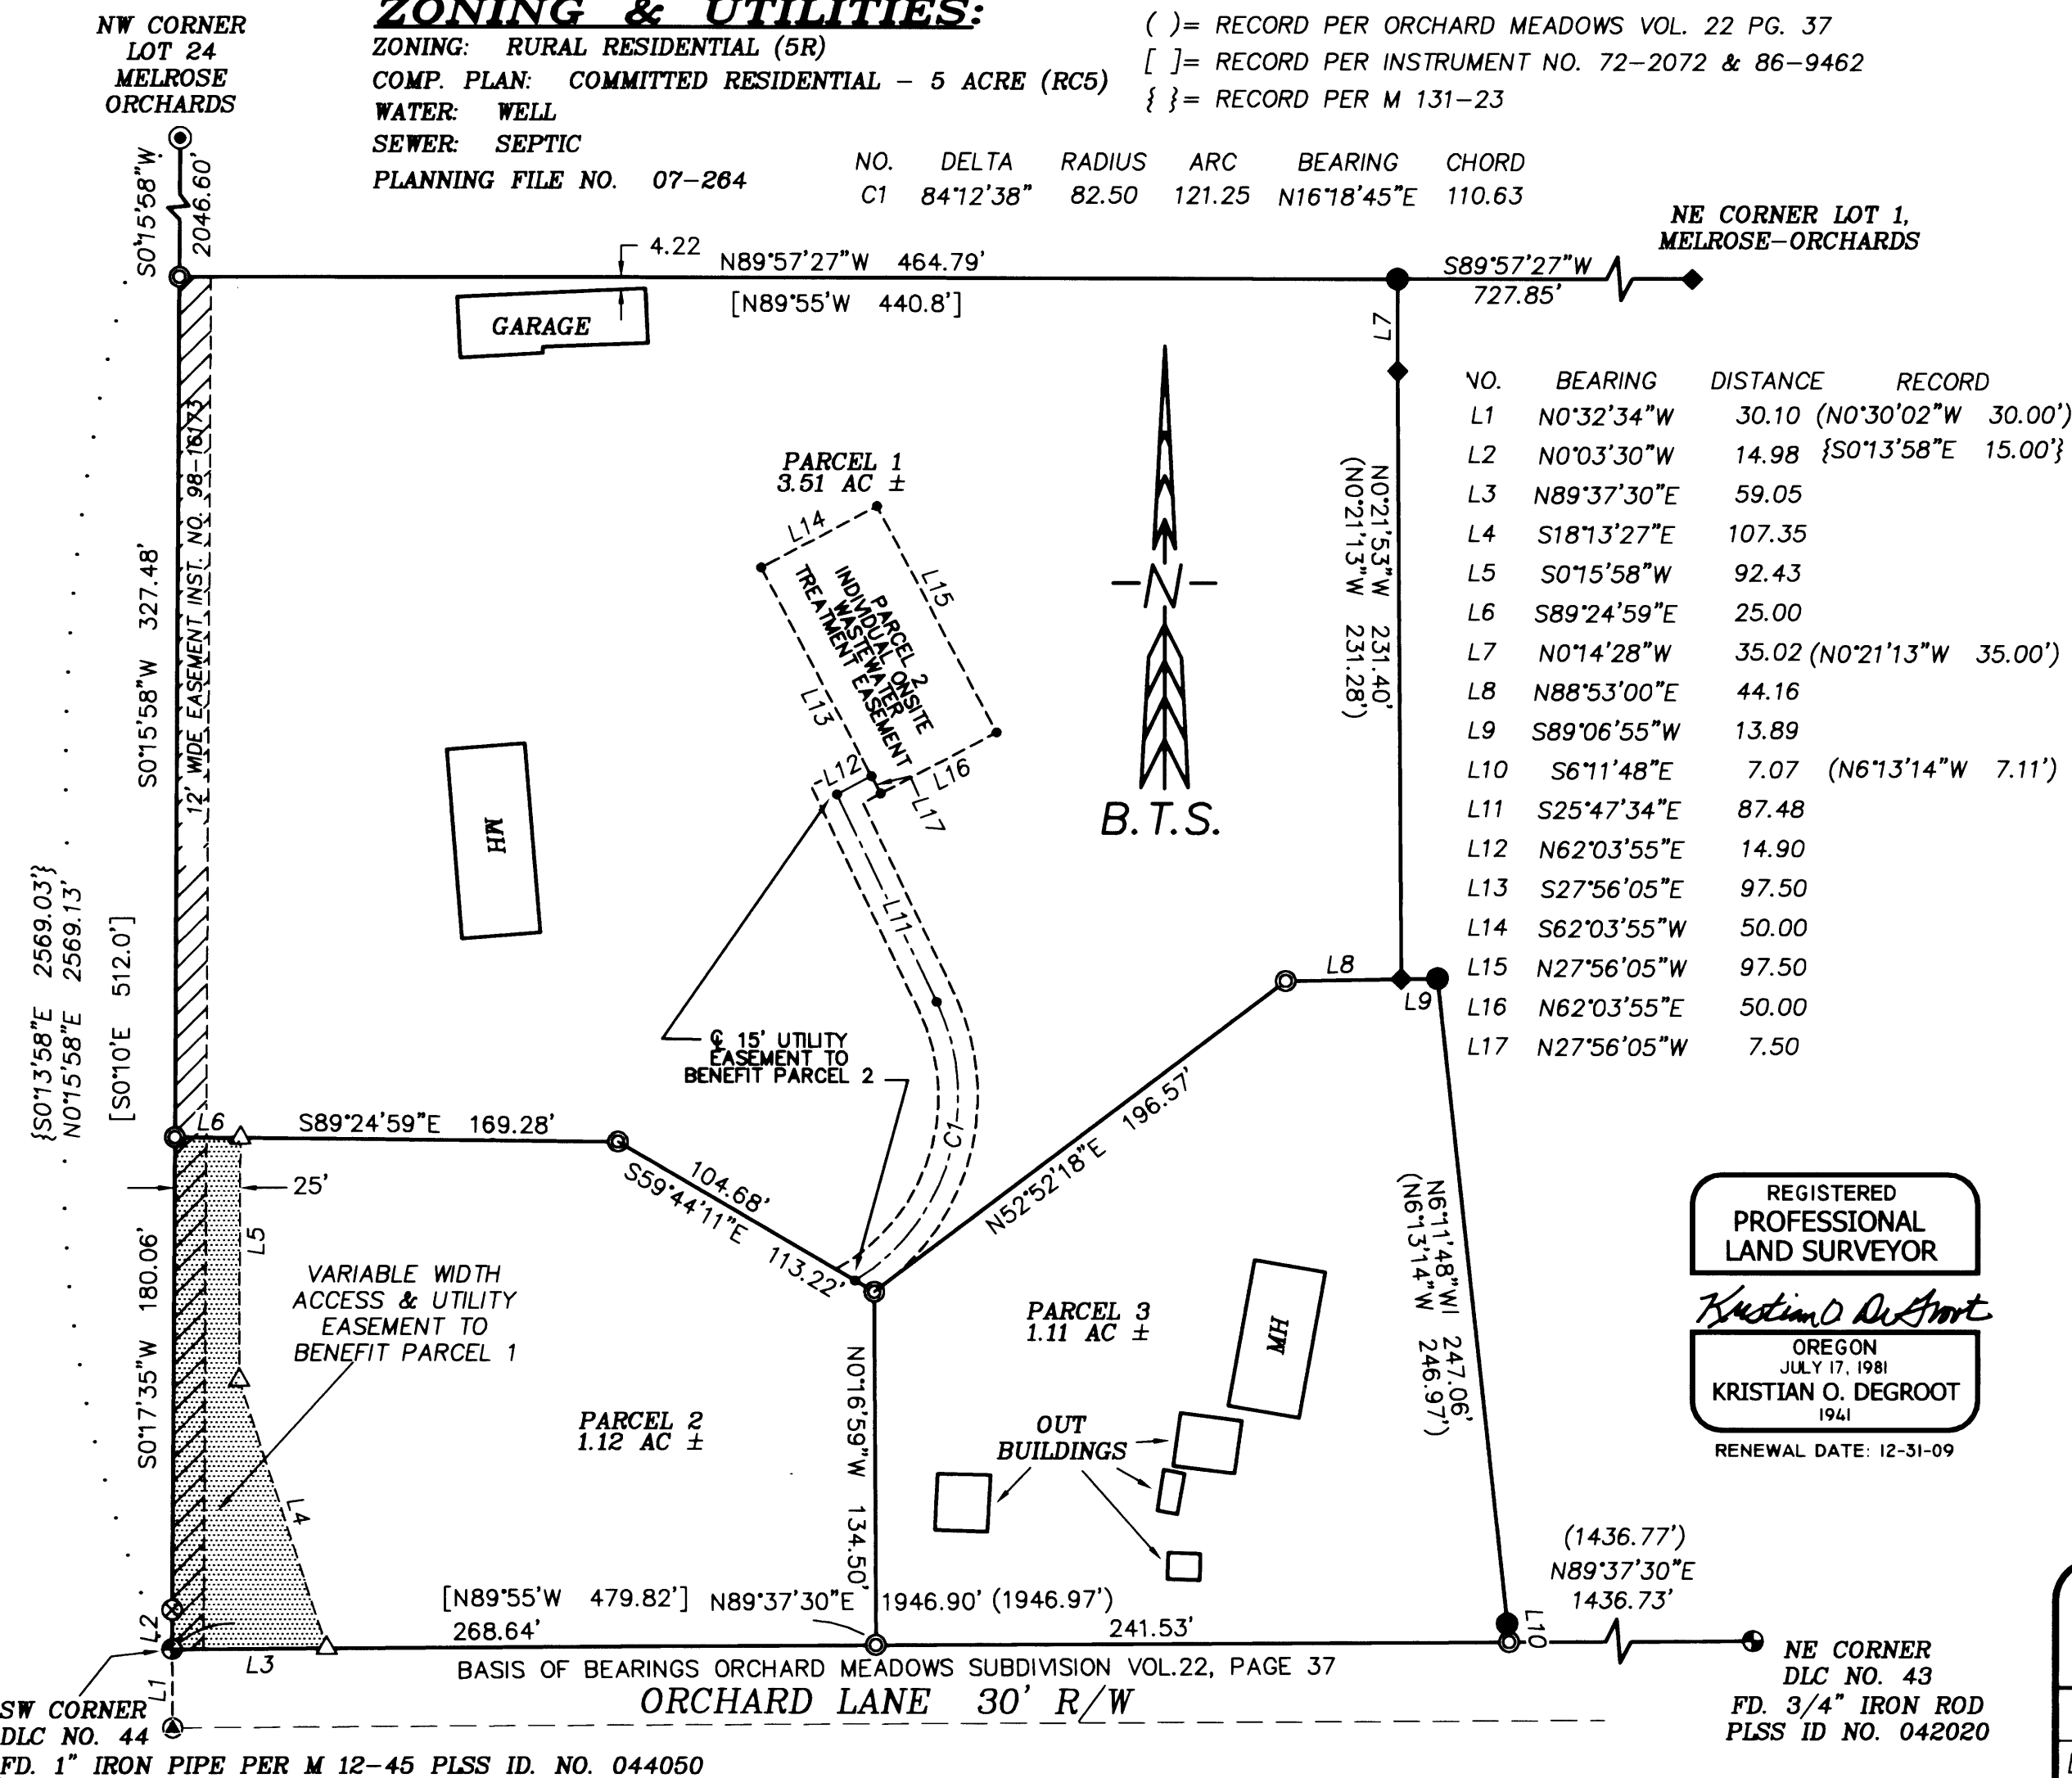 ZONING & UTILITIES:
ZONING: RURAL RESIDENTIAL (5R)
COMP. PLAN: COMMITTED RESIDENTIAL - 5 ACRE (RC5)
WATER: WELL
SEWER: SEPTIC
PLANNING FILE NO. 07-264
( )= RECORD PER ORCHARD MEADOWS VOL. 22 PG. 37
[ ]= RECORD PER INSTRUMENT NO. 72-2072 & 86-9462
{ }= RECORD PER M 131-23
NW CORNER
LOT 24
MELROSE
ORCHARDS
NO. DELTA RADIUS ARC BEARING CHORD
C1 84°12'38" 82.50 121.25 N16°18'45"E 110.63
NE CORNER LOT 1,
MELROSE-ORCHARDS
S0°15'58"W
2046.60'
4.22
N89°57'27"W 464.79'
[N89°55'W 440.8']
S89°57'27"W
727.85'
GARAGE
L7
NO. BEARING DISTANCE RECORD
L1 N0°32'34"W 30.10 (N0°30'02"W 30.00')
L2 N0°03'30"W 14.98 {S0°13'58"E 15.00'}
L3 N89°37'30"E 59.05
L4 S18°13'27"E 107.35
L5 S0°15'58"W 92.43
L6 S89°24'59"E 25.00
L7 N0°14'28"W 35.02 (N0°21'13"W 35.00')
L8 N88°53'00"E 44.16
L9 S89°06'55"W 13.89
L10 S6°11'48"E 7.07 (N6°13'14"W 7.11')
L11 S25°47'34"E 87.48
L12 N62°03'55"E 14.90
L13 S27°56'05"E 97.50
L14 S62°03'55"W 50.00
L15 N27°56'05"W 97.50
L16 N62°03'55"E 50.00
L17 N27°56'05"W 7.50
12' WIDE EASEMENT INST. NO. 98-16173
S0°15'58"W 327.48'
PARCEL 1
3.51 AC ±
L14
L15
PARCEL 2
INDIVIDUAL ONSITE
WASTEWATER
TREATMENT EASEMENT
L13
L12
L16
L17
N
B.T.S.
N0°21'53"W 231.40'
(N0°21'13"W 231.28')
MH
{S0°13'58"E 2569.03'}
N0°15'58"E 2569.13'
[S0°10'E 512.0']
L11
℄ 15' UTILITY
EASEMENT TO
BENEFIT PARCEL 2
L8
L9
L6
S89°24'59"E 169.28'
C1
N52°52'18"E 196.57'
104.68'
S59°44'11"E 113.22'
25'
L5
S0°17'35"W 180.06'
VARIABLE WIDTH
ACCESS & UTILITY
EASEMENT TO
BENEFIT PARCEL 1
L4
PARCEL 2
1.12 AC ±
N0°16'59"W 134.50'
PARCEL 3
1.11 AC ±
MH
OUT
BUILDINGS
N6°11'48"W 247.06'
(N6°13'14"W 246.97')
REGISTERED
PROFESSIONAL
LAND SURVEYOR
Kristian O DeGroot
OREGON
JULY 17, 1981
KRISTIAN O. DEGROOT
1941
RENEWAL DATE: 12-31-09
(1436.77')
N89°37'30"E
1436.73'
L10
[N89°55'W 479.82'] N89°37'30"E 1946.90' (1946.97')
268.64' 241.53'
L2
L3
L1
BASIS OF BEARINGS ORCHARD MEADOWS SUBDIVISION VOL.22, PAGE 37
ORCHARD LANE 30' R/W
SW CORNER
DLC NO. 44
FD. 1" IRON PIPE PER M 12-45 PLSS ID. NO. 044050
NE CORNER
DLC NO. 43
FD. 3/4" IRON ROD
PLSS ID NO. 042020